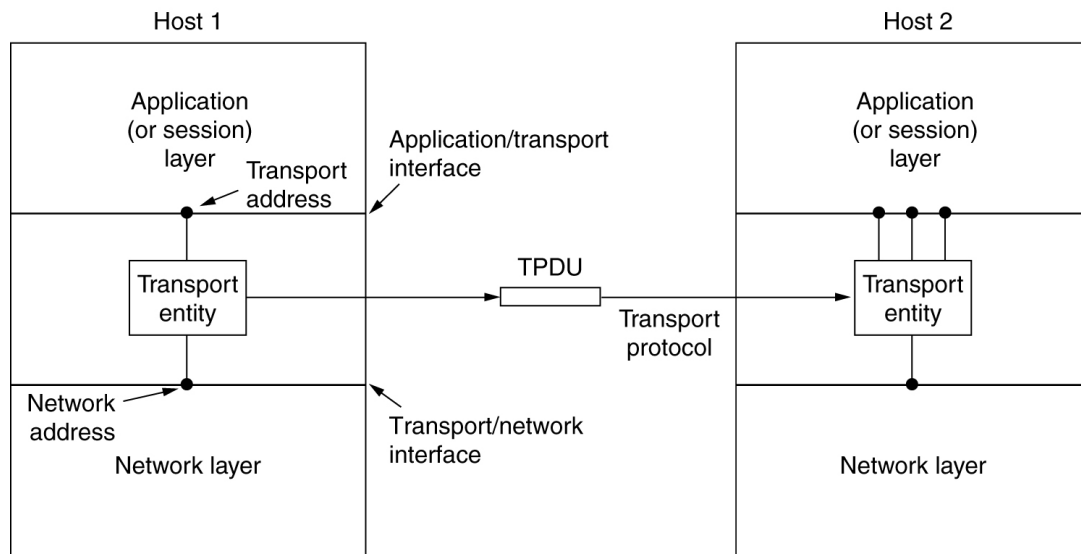 Host 1
Host 2
Application
(or session)
layer
Transport
address
Application/transport
interface
Application
(or session)
layer
Transport
entity
TPDU
Transport
protocol
Transport
entity
Network
address
Transport/network
interface
Network layer
Network layer